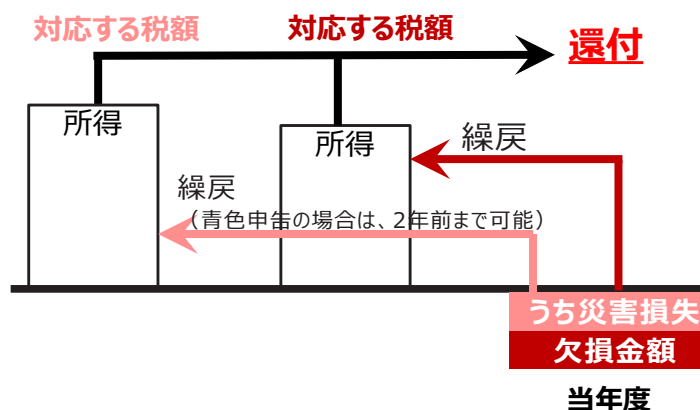 対応する税額
対応する税額
還付
所得
所得
繰戻
繰戻
（青色申告の場合は、2年前まで可能）
うち災害損失
欠損金額
当年度